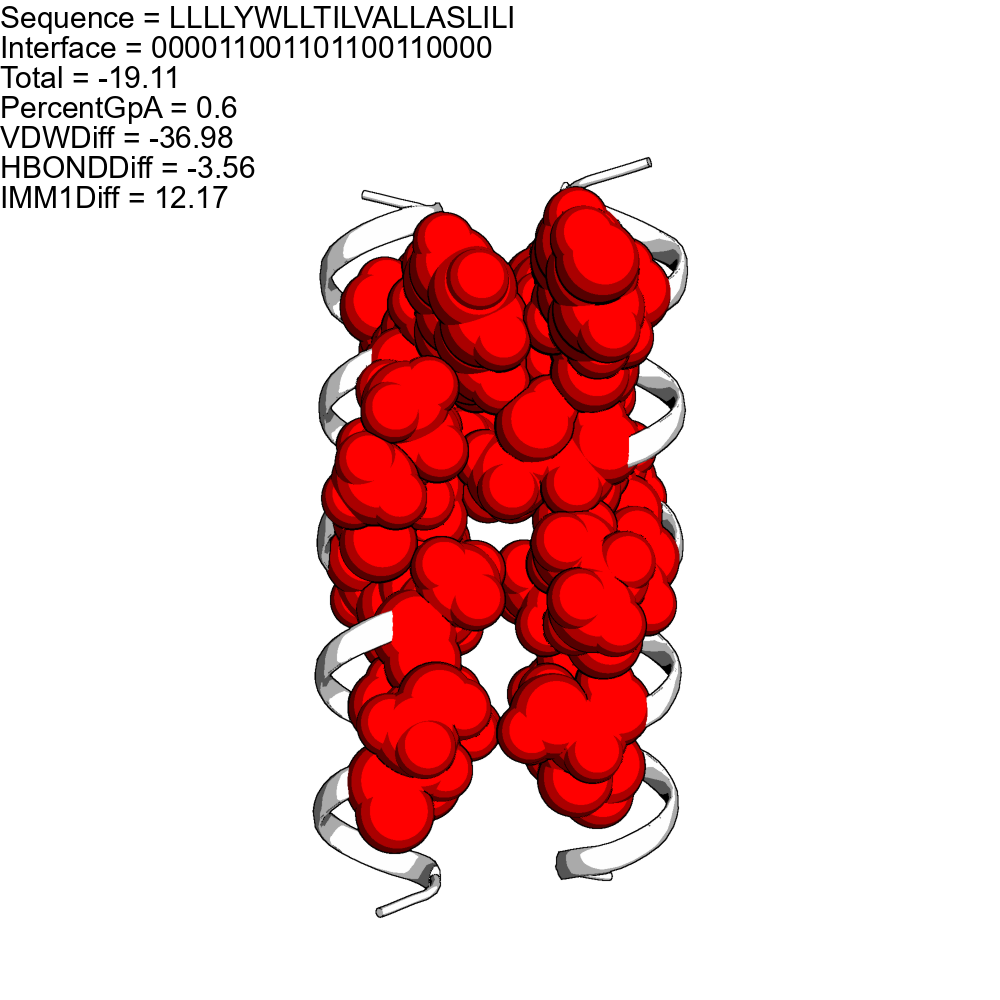 Sequence = LLLLYWLLTILVALLASLILI
Interface = 000011001101100110000
Total = -19.11
PercentGpA = 0.6
VDWDiff = -36.98
HBONDDiff = -3.56
IMM1Diff = 12.17